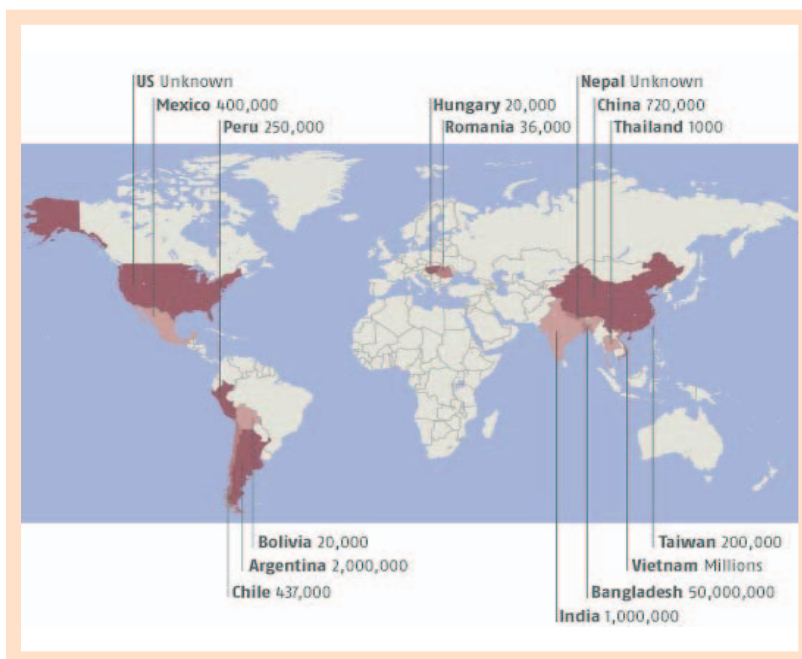 US Unknown
Nepal Unknown
Mexico 400,000
Hungary 20,000
China 720,000
Peru 250,000
Romania 36,000
Thailand 1000
Bolivia 20,000
Taiwan 200,000
Argentina 2,000,000
Vietnam Millions
Chile 437,000
Bangladesh 50,000,000
India 1,000,000